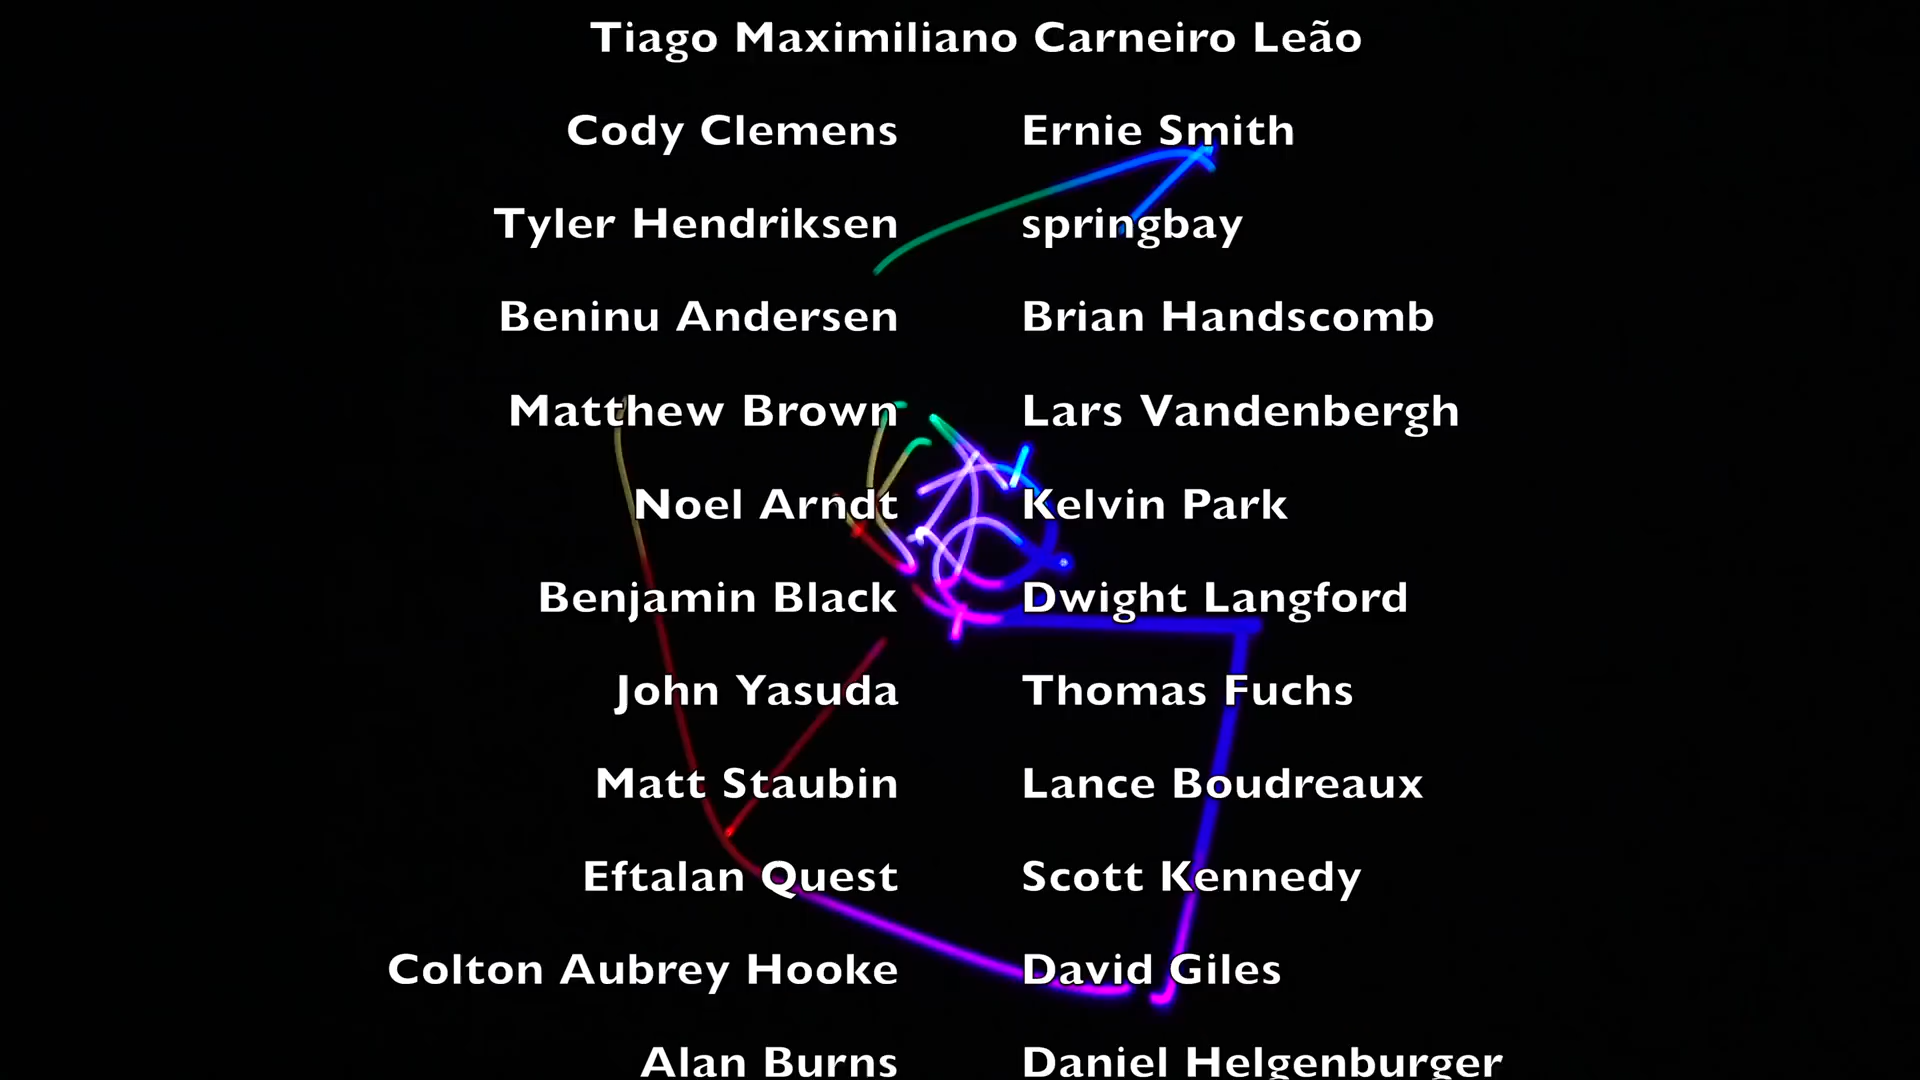 Tiago Maximiliano Carneiro Leão
Cody Clemens Ernie Smith
Tyler Hendriksen springbay
Beninu Andersen Brian Handscomb
Matthew Brown Lars Vandenbergh
Noel Arndt Kelvin Park
Benjamin Black Dwight Langford
John Yasuda Thomas Fuchs
Matt Staubin Lance Boudreaux
Eftalan Quest Scott Kennedy
Colton Aubrey Hooke David Giles
Alan Burns Daniel Helgenburger